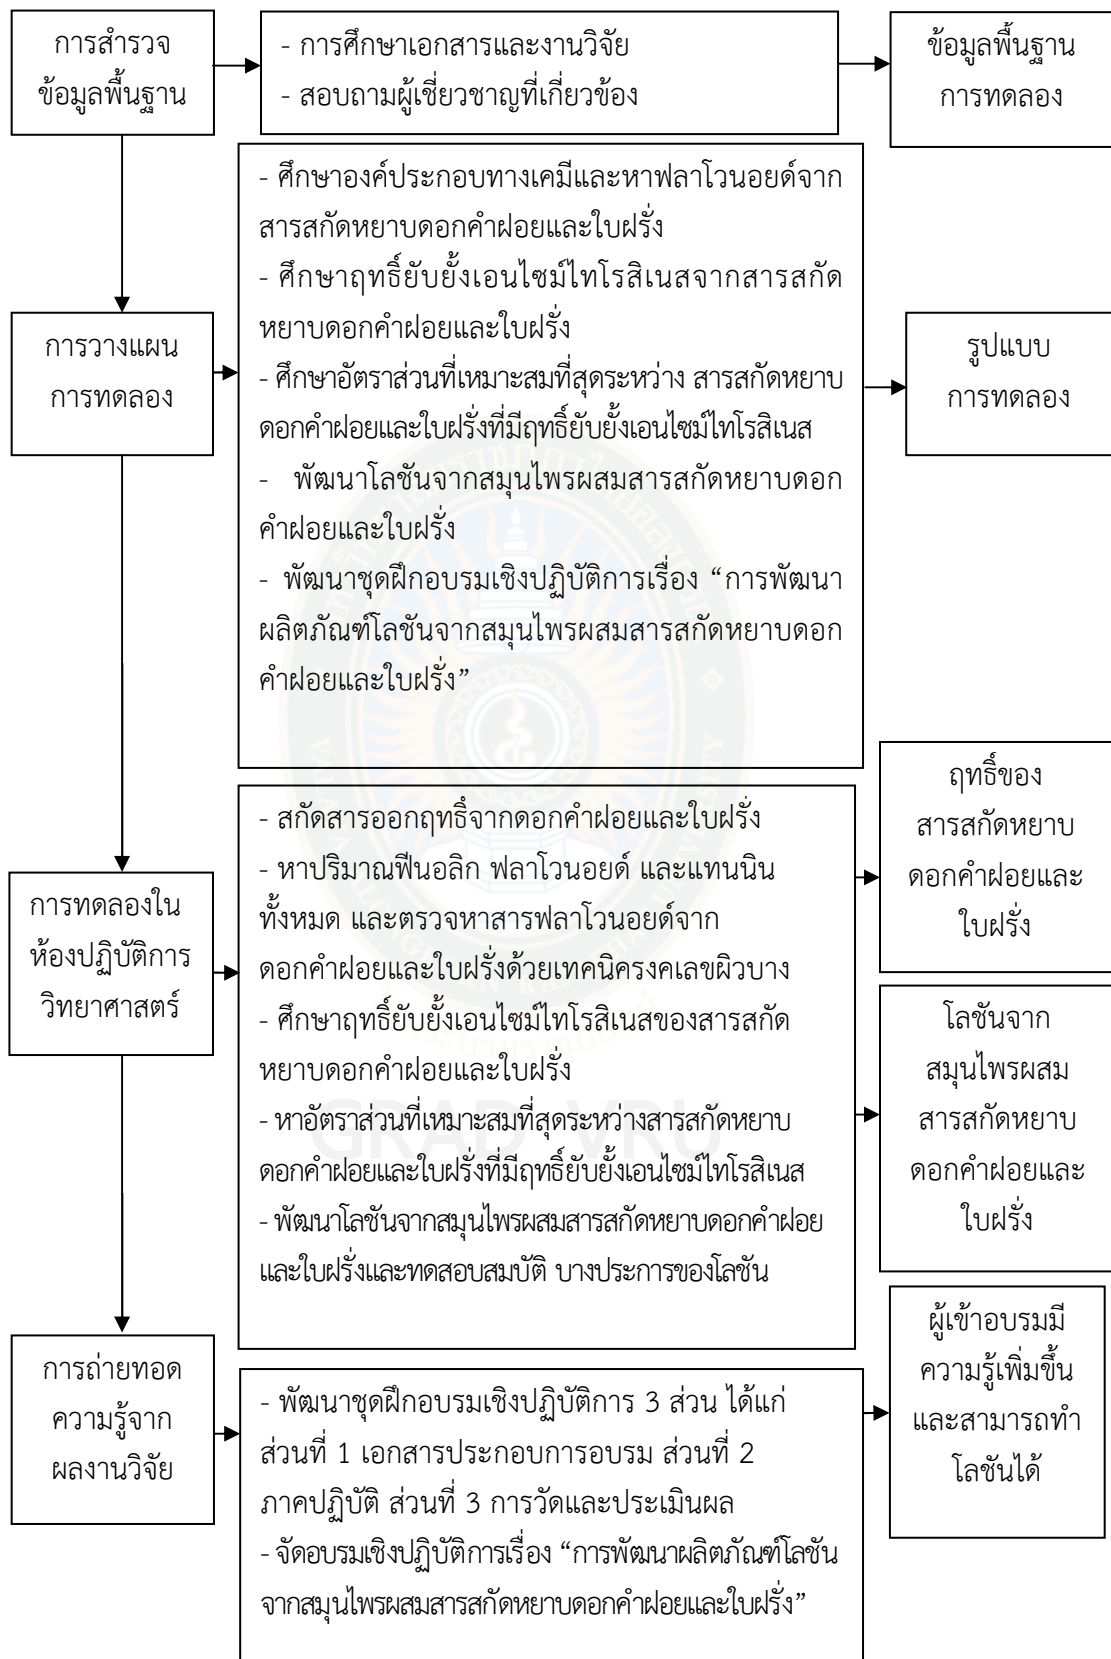 การสำรวจ
ข้อมูลพื้นฐาน
- การศึกษาเอกสารและงานวิจัย
- สอบถามผู้เชี่ยวชาญที่เกี่ยวข้อง
ข้อมูลพื้นฐาน
การทดลอง
การวางแผน
การทดลอง
- ศึกษาองค์ประกอบทางเคมีและหาฟลาโวนอยด์จาก
สารสกัดหยาบดอกคำฝอยและใบฝรั่ง
- ศึกษาฤทธิ์ยับยั้งเอนไซม์ไทโรสิเนสจากสารสกัด
หยาบดอกคำฝอยและใบฝรั่ง
- ศึกษาอัตราส่วนที่เหมาะสมที่สุดระหว่าง สารสกัดหยาบ
ดอกคำฝอยและใบฝรั่งที่มีฤทธิ์ยับยั้งเอนไซม์ไทโรสิเนส
- พัฒนาโลชันจากสมุนไพรผสมสารสกัดหยาบดอก
คำฝอยและใบฝรั่ง
- พัฒนาชุดฝึกอบรมเชิงปฏิบัติการเรื่อง “การพัฒนา
ผลิตภัณฑ์โลชันจากสมุนไพรผสมสารสกัดหยาบดอก
คำฝอยและใบฝรั่ง”
รูปแบบ
การทดลอง
การทดลองใน
ห้องปฏิบัติการ
วิทยาศาสตร์
- สกัดสารออกฤทธิ์จากดอกคำฝอยและใบฝรั่ง
- หาปริมาณฟีนอลิก ฟลาโวนอยด์ และแทนนิน
ทั้งหมด และตรวจหาสารฟลาโวนอยด์จาก
ดอกคำฝอยและใบฝรั่งด้วยเทคนิครงคเลขผิวบาง
- ศึกษาฤทธิ์ยับยั้งเอนไซม์ไทโรสิเนสของสารสกัด
หยาบดอกคำฝอยและใบฝรั่ง
- หาอัตราส่วนที่เหมาะสมที่สุดระหว่างสารสกัดหยาบ
ดอกคำฝอยและใบฝรั่งที่มีฤทธิ์ยับยั้งเอนไซม์ไทโรสิเนส
- พัฒนาโลชันจากสมุนไพรผสมสารสกัดหยาบดอกคำฝอย
และใบฝรั่งและทดสอบสมบัติ บางประการของโลชัน
ฤทธิ์ของ
สารสกัดหยาบ
ดอกคำฝอยและ
ใบฝรั่ง
โลชันจาก
สมุนไพรผสม
สารสกัดหยาบ
ดอกคำฝอยและ
ใบฝรั่ง
การถ่ายทอด
ความรู้จาก
ผลงานวิจัย
- พัฒนาชุดฝึกอบรมเชิงปฏิบัติการ 3 ส่วน ได้แก่
ส่วนที่ 1 เอกสารประกอบการอบรม ส่วนที่ 2
ภาคปฏิบัติ ส่วนที่ 3 การวัดและประเมินผล
- จัดอบรมเชิงปฏิบัติการเรื่อง “การพัฒนาผลิตภัณฑ์โลชัน
จากสมุนไพรผสมสารสกัดหยาบดอกคำฝอยและใบฝรั่ง”
ผู้เข้าอบรมมี
ความรู้เพิ่มขึ้น
และสามารถทำ
โลชันได้
GRAD VRU